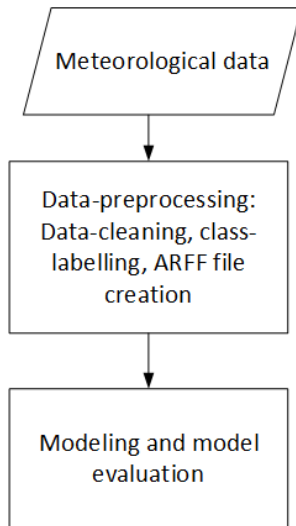 Meteorological data
Data-preprocessing:
Data-cleaning, class-
labelling, ARFF file
creation
Modeling and model
evaluation